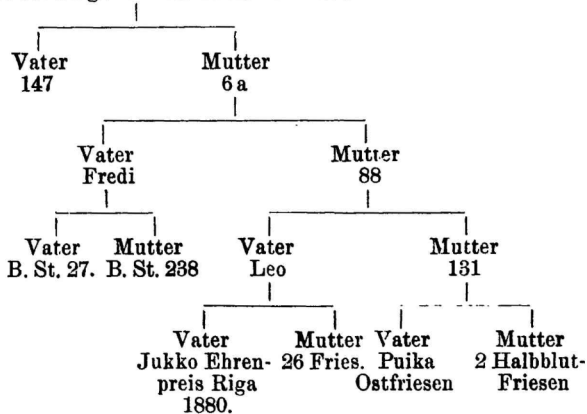 Vater Mutter
147 6a
Vater Mutter
Fredi 88
Vater Mutter Vater Mutter
B. St. 27. B. St. 238 Leo 131
Vater Mutter Vater Mutter
Jukko Ehren- 26 Fries. Puika 2 Halbblut-
preis Riga Ostfriesen Friesen
1880.